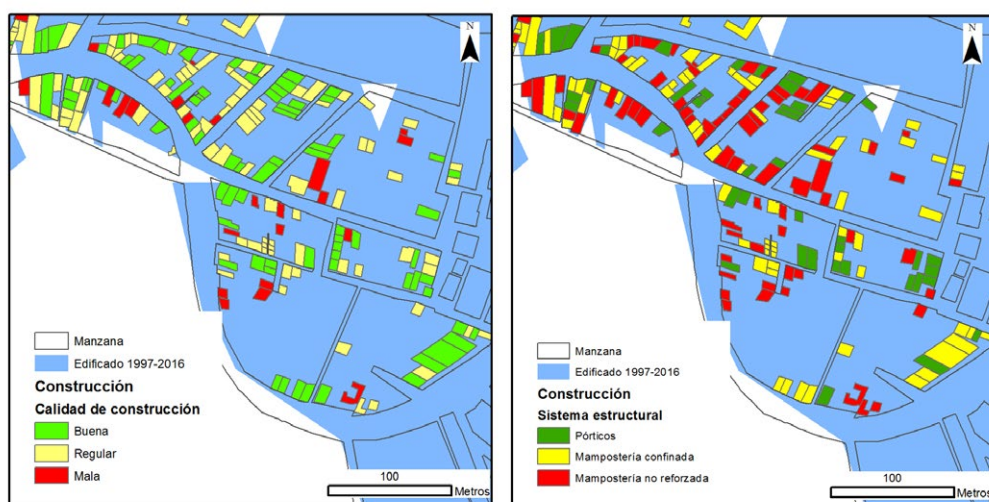 N
Manzana
Edificado 1997-2016
Construcción
Calidad de construcción
Buena
Regular
Mala
100
Metros
N
Manzana
Edificado 1997-2016
Construcción
Sistema estructural
Pórticos
Mampostería confinada
Mampostería no reforzada
100
Metros